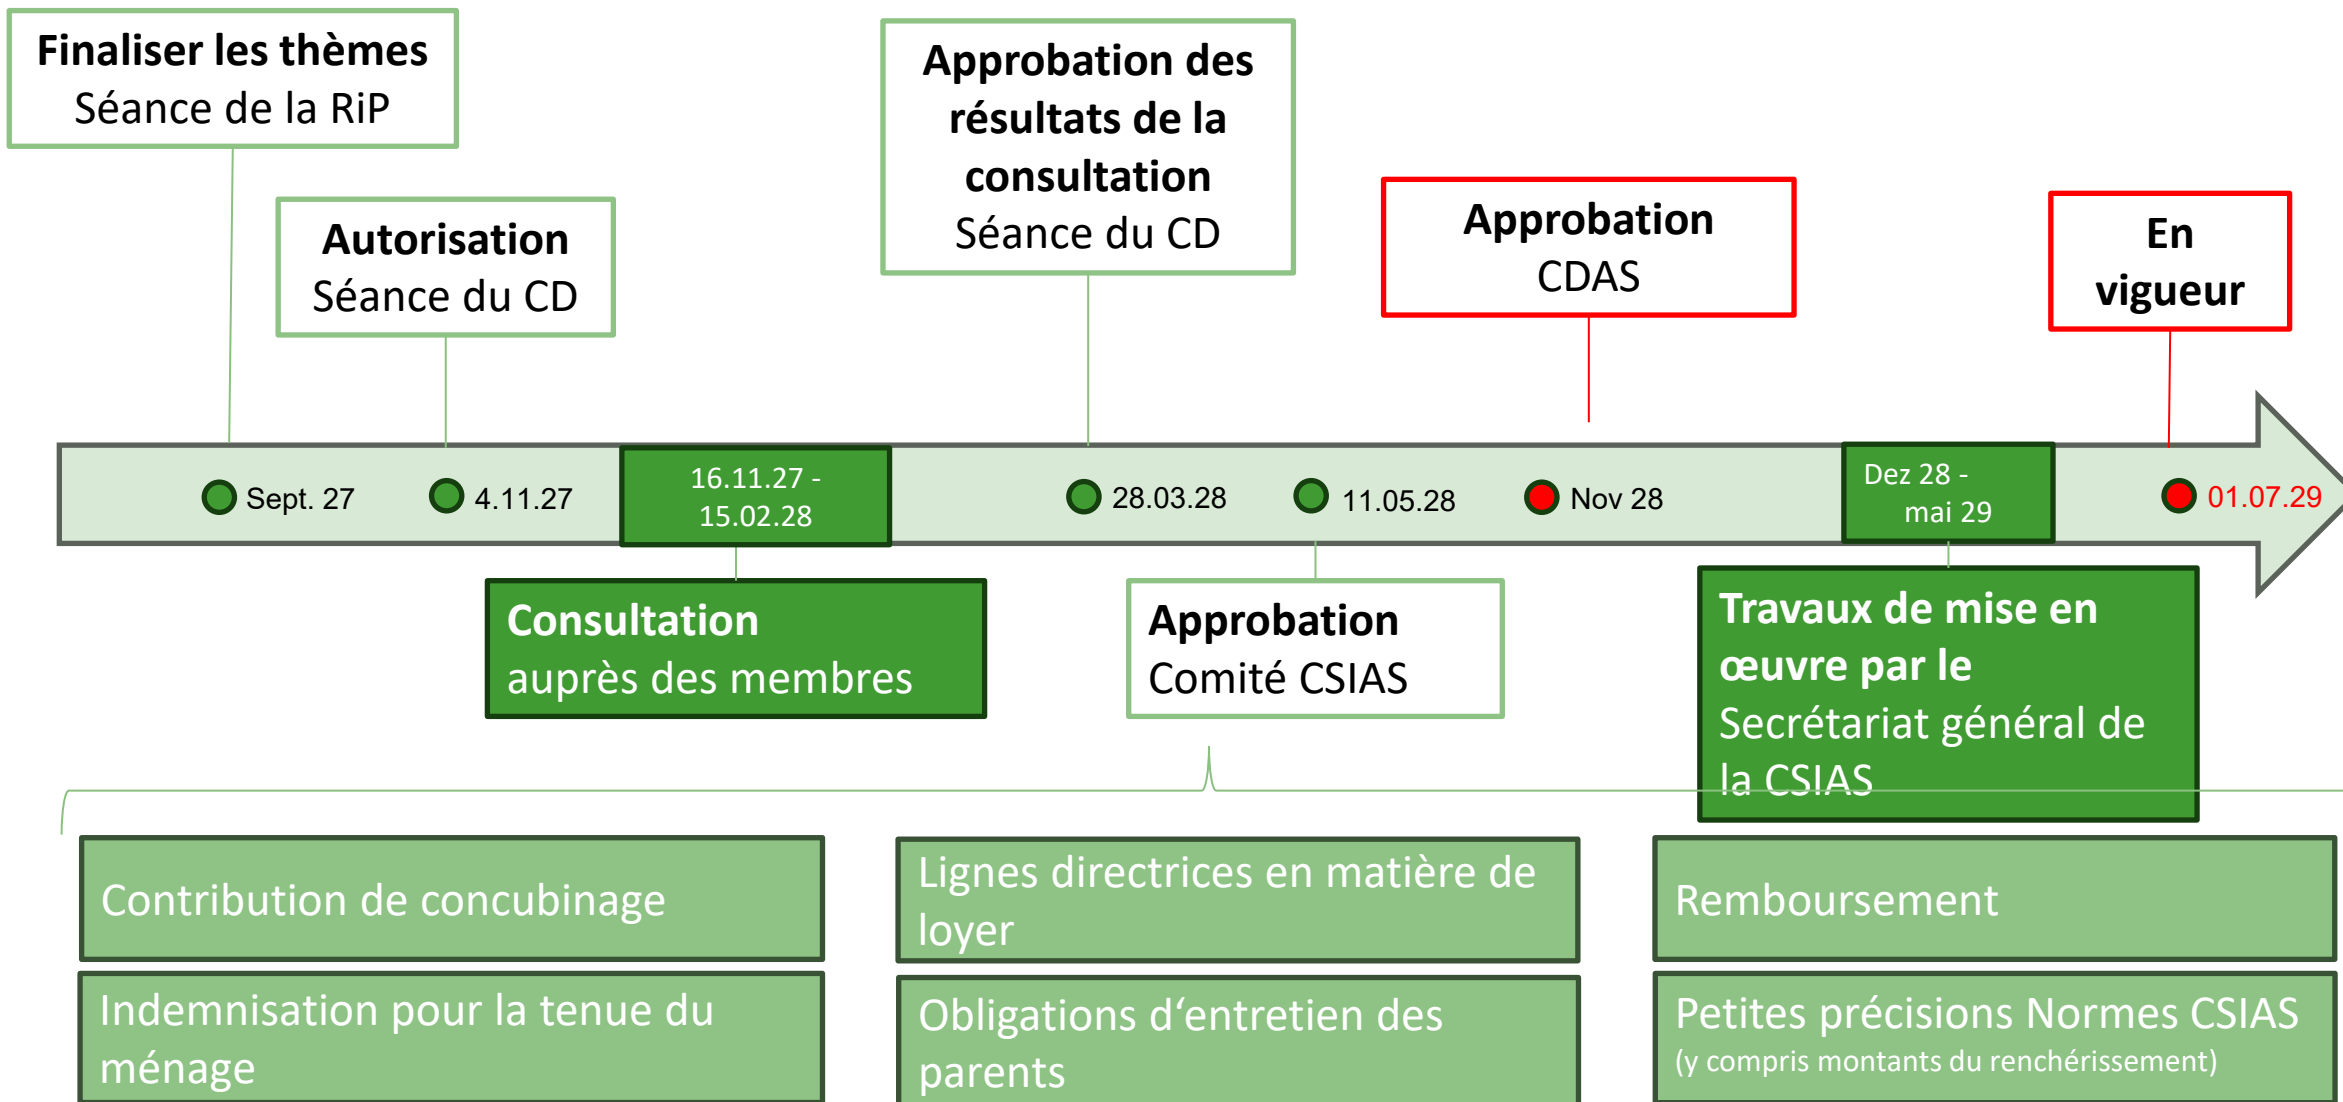 Finaliser les thèmes
Séance de la RiP
Autorisation
Séance du CD
Approbation des
résultats de la
consultation
Séance du CD
Approbation
CDAS
En
vigueur
Sept. 27
4.11.27
16.11.27 -
15.02.28
28.03.28
11.05.28
Nov 28
Dez 28 -
mai 29
01.07.29
Consultation
auprès des membres
Approbation
Comité CSIAS
Travaux de mise en
œuvre par le
Secrétariat général de
la CSIAS
Contribution de concubinage
Lignes directrices en matière de
loyer
Remboursement
Indemnisation pour la tenue du
ménage
Obligations d‘entretien des
parents
Petites précisions Normes CSIAS
(y compris montants du renchérissement)